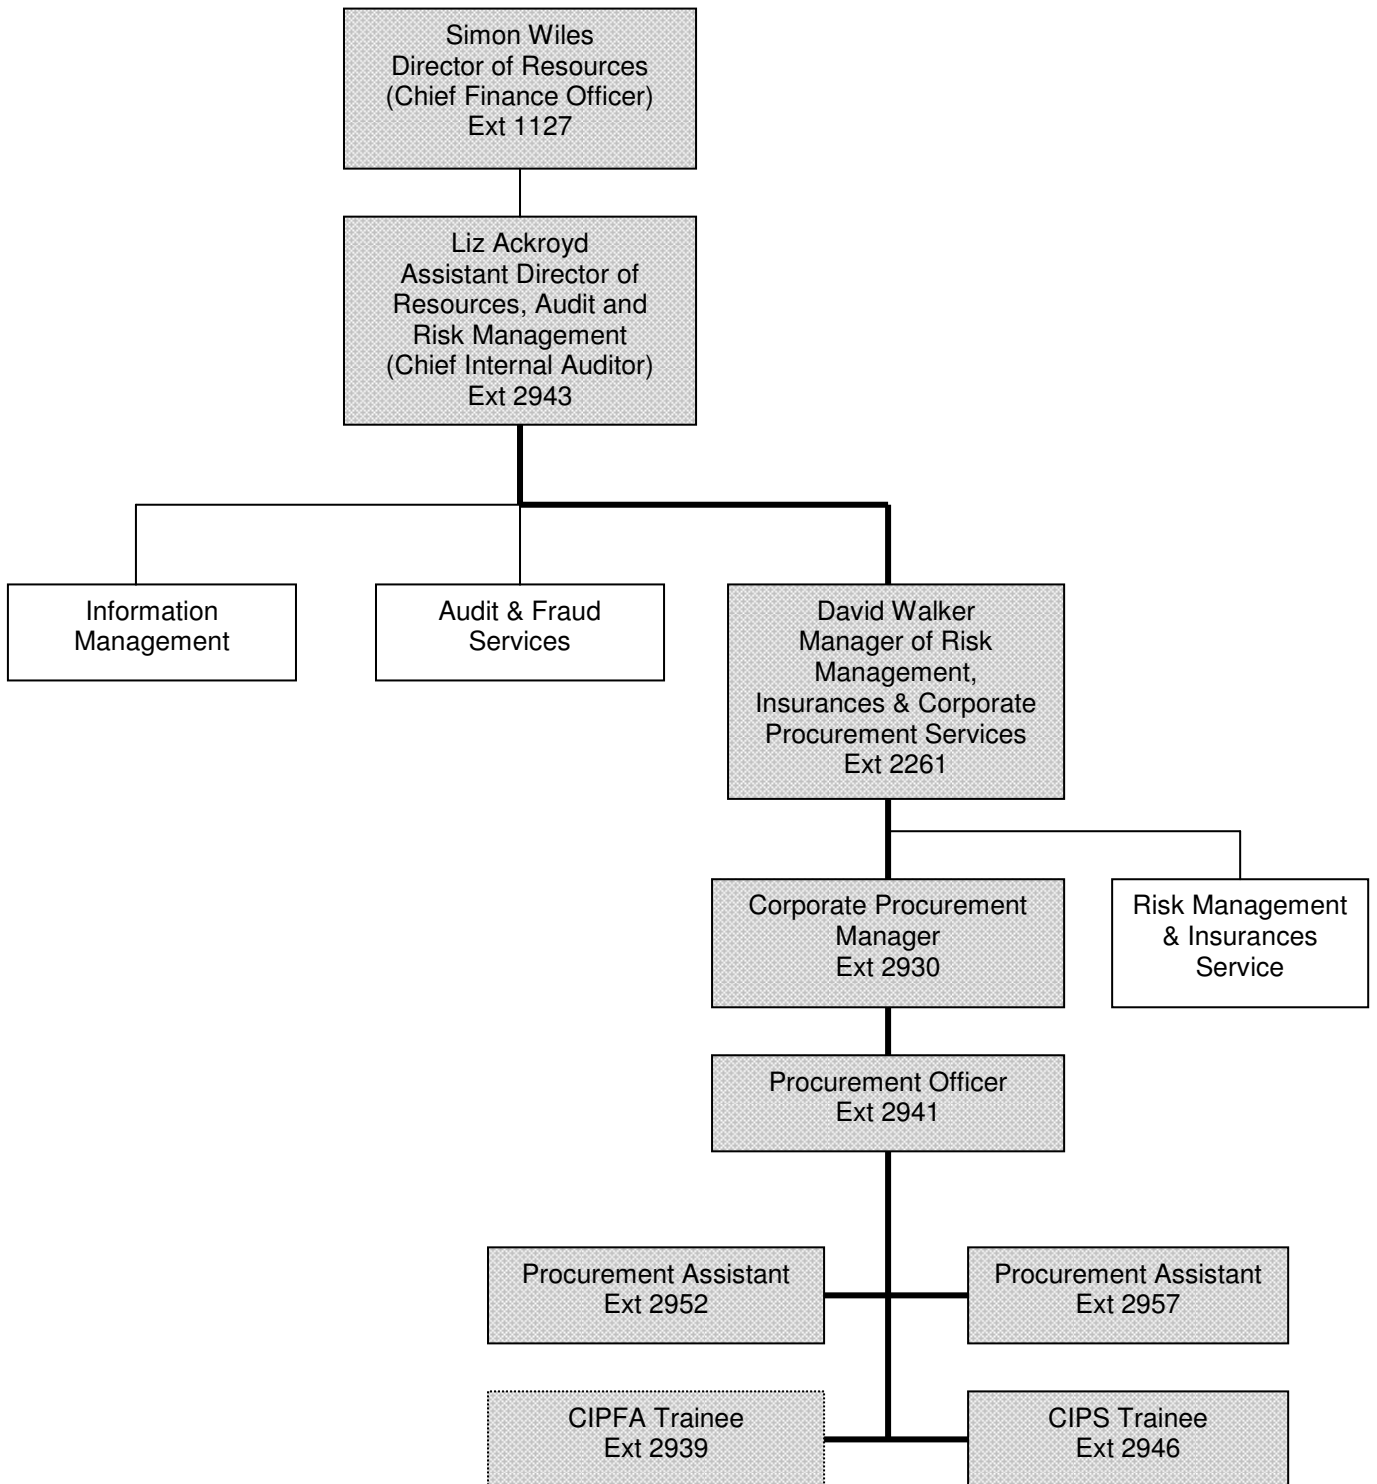 Simon Wiles
Director of Resources
(Chief Finance Officer)
Ext 1127
Liz Ackroyd
Assistant Director of
Resources, Audit and
Risk Management
(Chief Internal Auditor)
Ext 2943
Information
Management
Audit & Fraud
Services
David Walker
Manager of Risk
Management,
Insurances & Corporate
Procurement Services
Ext 2261
Corporate Procurement
Manager
Ext 2930
Risk Management
& Insurances
Service
Procurement Officer
Ext 2941
Procurement Assistant
Ext 2952
Procurement Assistant
Ext 2957
CIPFA Trainee
Ext 2939
CIPS Trainee
Ext 2946